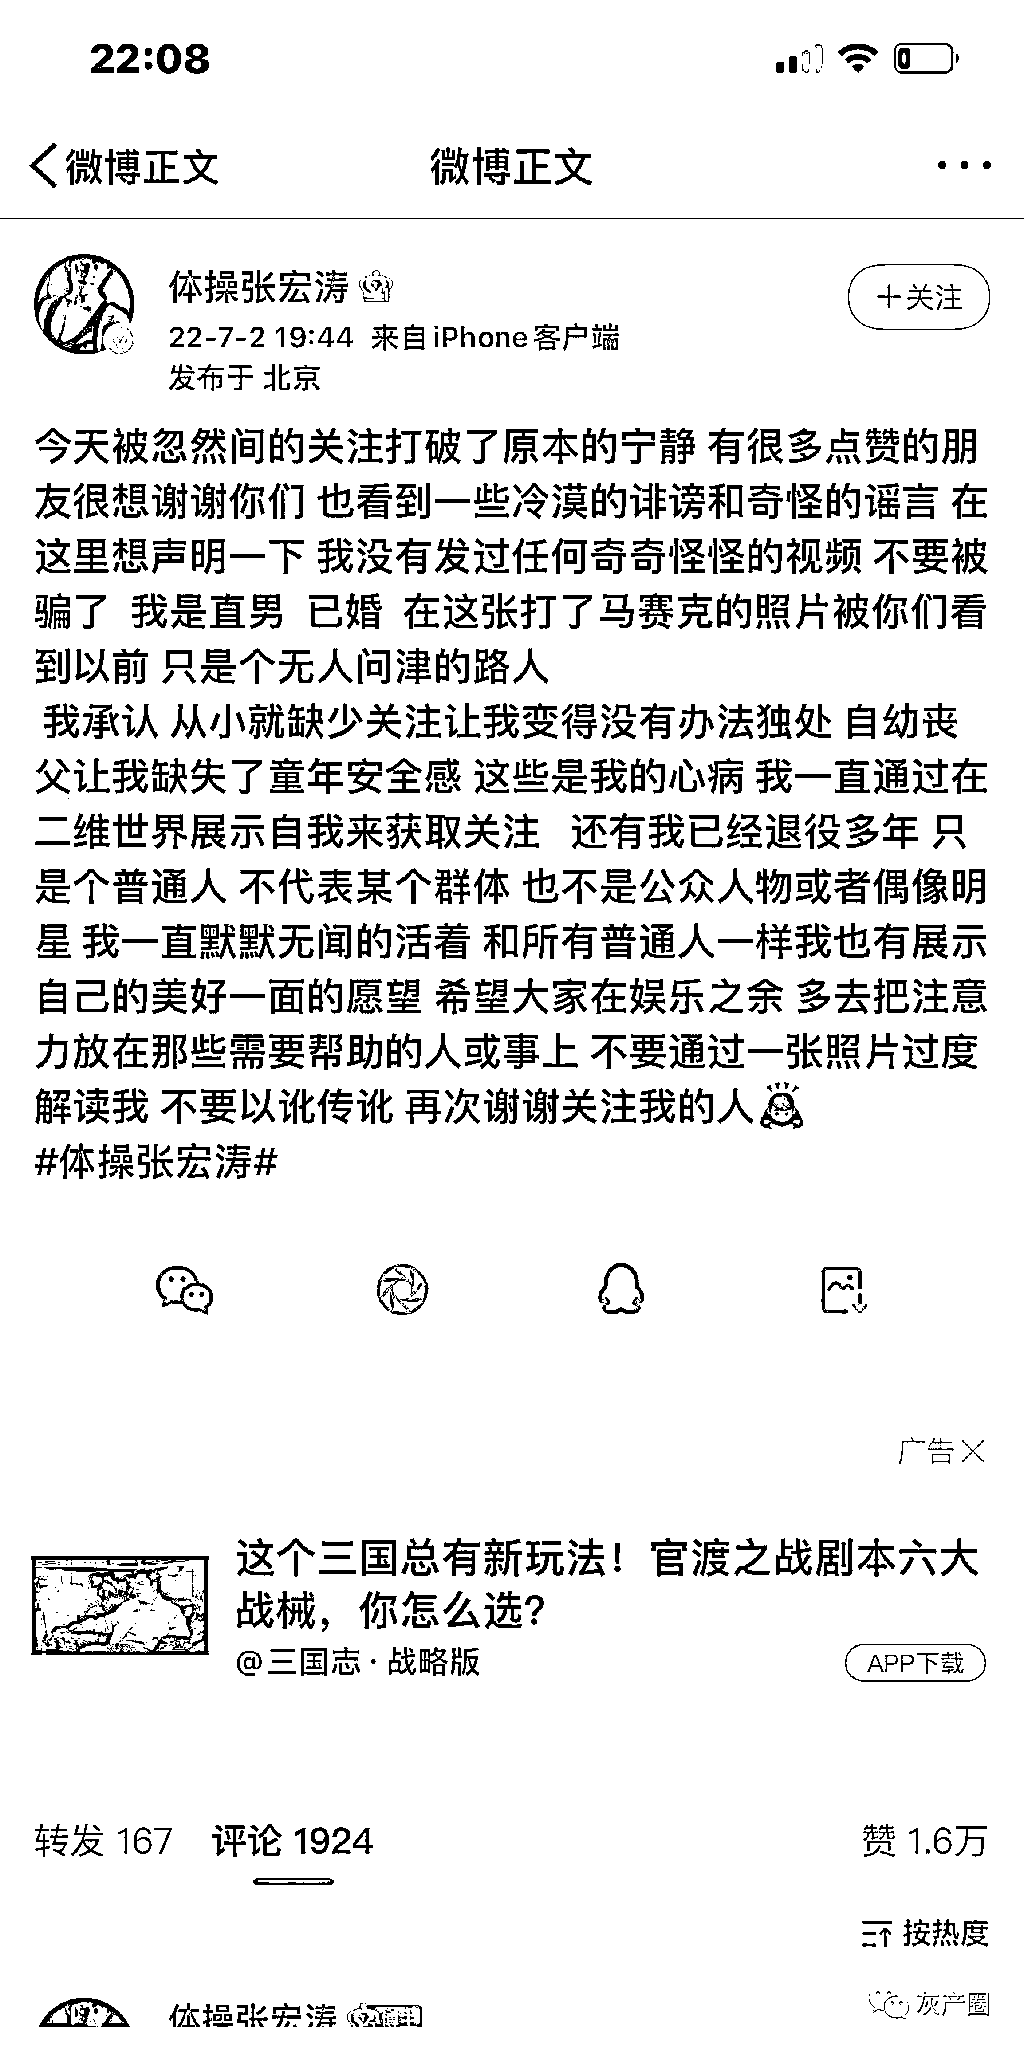 22:08
微博正文
微博正文
体操张宏涛
+关注
22-7-2 19:44 来自 iPhone客户端
发布于 北京
今天被忽然间的关注打破了原本的宁静 有很多点赞的朋
友很想谢谢你们 也看到一些冷漠的诽谤和奇怪的谣言 在
这里想声明一下 我没有发过任何奇奇怪怪的视频 不要被
骗了 我是直男 已婚 在这张打了马赛克的照片被你们看
到以前 只是个无人问津的路人
我承认 从小就缺少关注让我变得没有办法独处 自幼丧
父让我缺失了童年安全感 这些是我的心病 我一直通过在
二维世界展示自我来获取关注 还有我已经退役多年 只
是个普通人 不代表某个群体 也不是公众人物或者偶像明
星 我一直默默无闻的活着 和所有普通人一样我也有展示
自己的美好一面的愿望 希望大家在娱乐之余 多去把注意
力放在那些需要帮助的人或事上 不要通过一张照片过度
解读我 不要以讹传讹 再次谢谢关注我的人
#体操张宏涛#
广告
这个三国总有新玩法！官渡之战剧本六大
战械，你怎么选？
@三国志·战略版
APP下载
转发 167 评论 1924 赞 1.6万
按热度
体操张宏涛
灰产圈